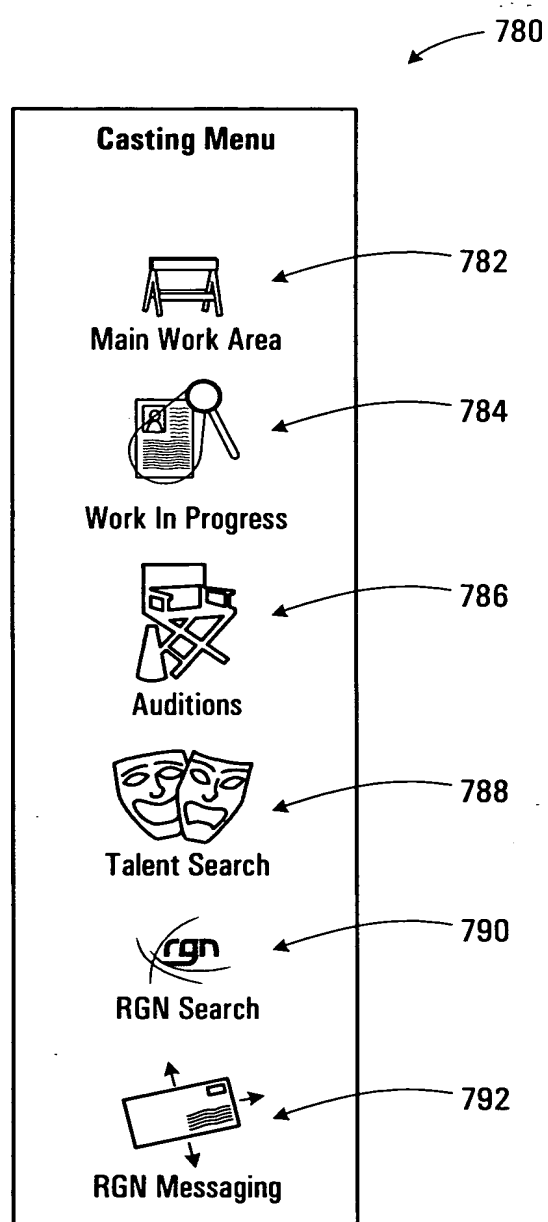 780
Casting Menu
782
Main Work Area
784
Work In Progress
786
Auditions
788
Talent Search
790
rgn
RGN Search
792
RGN Messaging